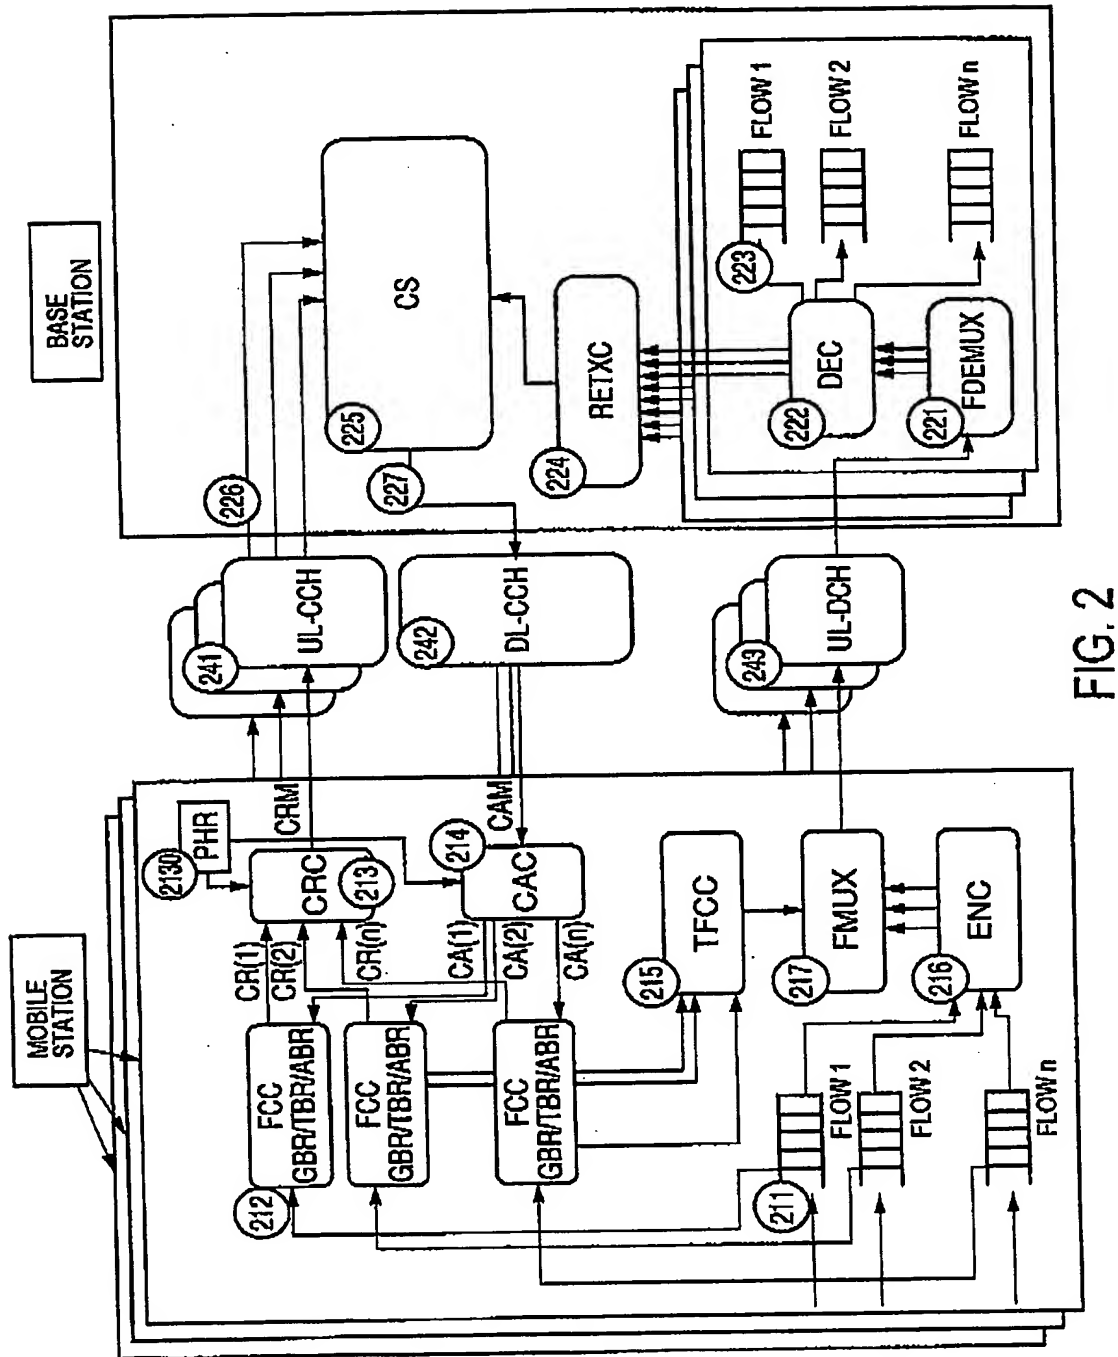 MOBILE
STATION
BASE
STATION
2130
PHR
CRM
213
CRC
CR(1)
CR(2)
CR(n)
212
FCC
GBR/TBR/ABR
FCC
GBR/TBR/ABR
FCC
GBR/TBR/ABR
214
CAC
CAM
CA(1)
CA(2)
CA(n)
215
TFCC
217
FMUX
216
ENC
211
FLOW 1
FLOW 2
FLOW n
241
UL-CCH
242
DL-CCH
243
UL-DCH
226
225
CS
227
224
RETXC
223
222
DEC
221
FDEMUX
FLOW 1
FLOW 2
FLOW n
FIG. 2